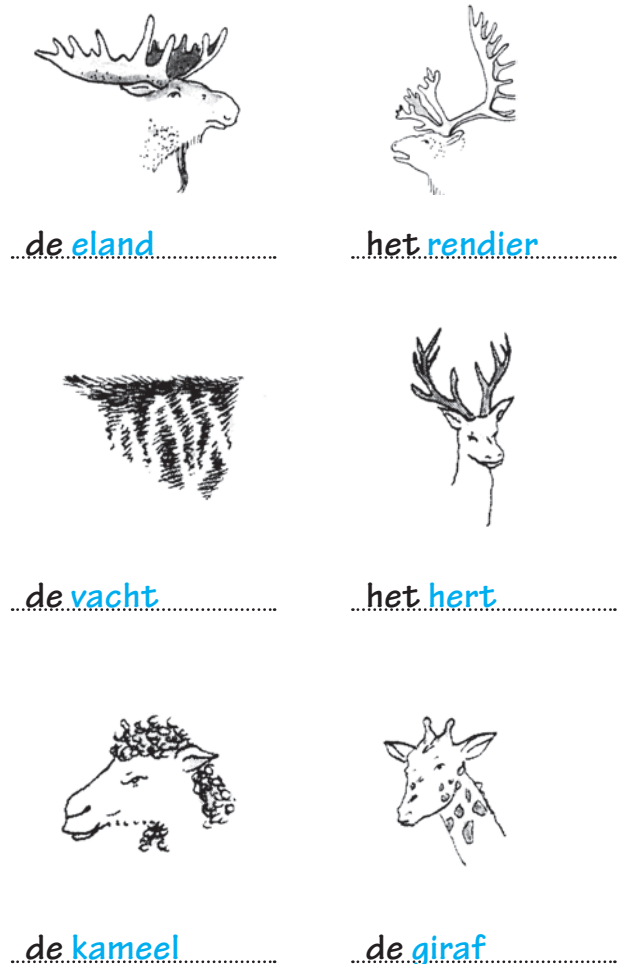 de eland
het rendier
de vacht
het hert
de kameel
de giraf